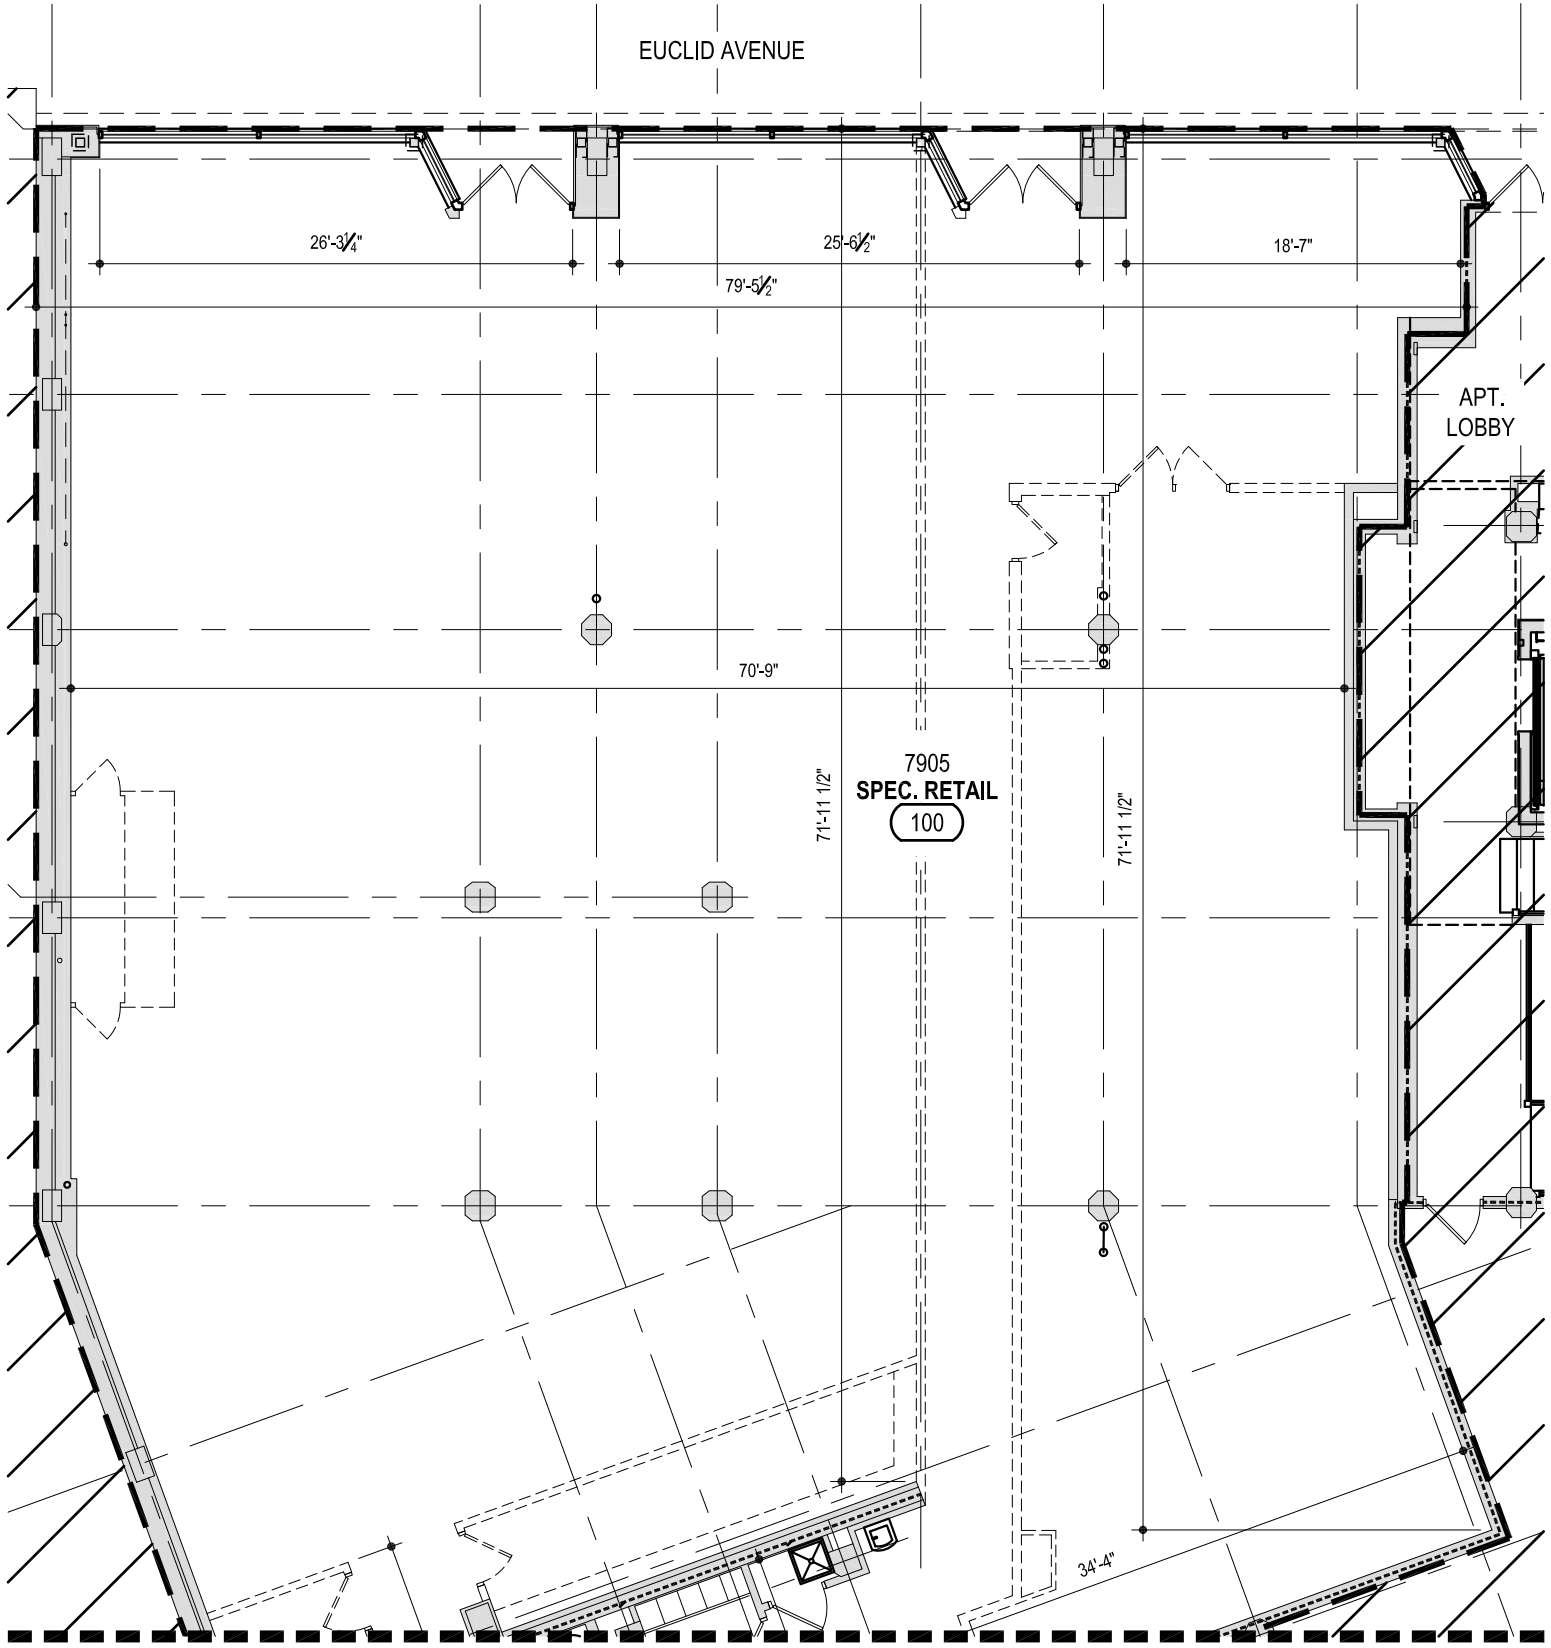 EUCLID AVENUE
26'-3 1/4"
25'-6 1/2"
18'-7"
79'-5 1/2"
APT.
LOBBY
70'-9"
7905
SPEC. RETAIL
100
71'-11 1/2"
71'-11 1/2"
34'-4"